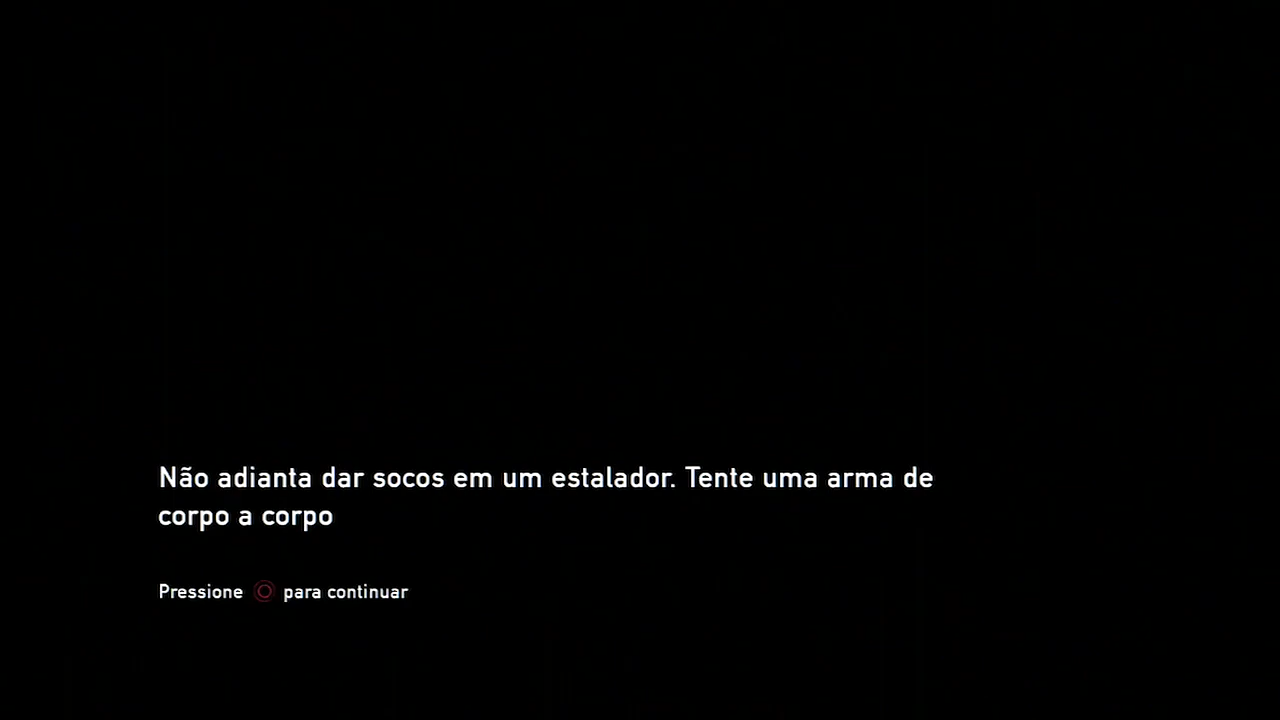 Não adianta dar socos em um estalador. Tente uma arma de
corpo a corpo
Pressione para continuar